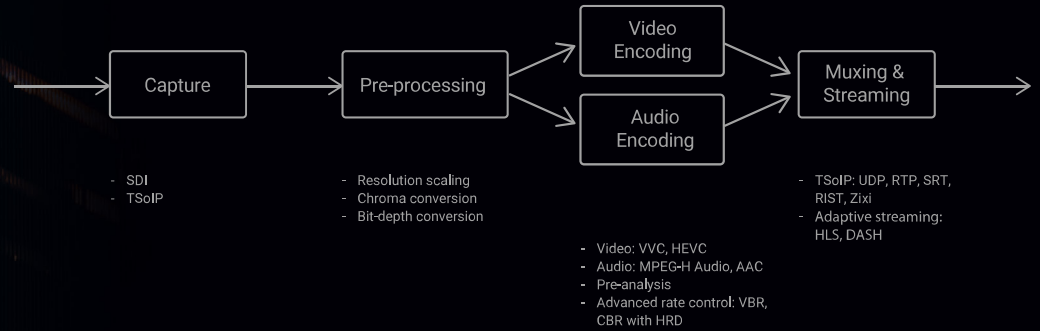 Capture
Pre-processing
Video
Encoding
Audio
Encoding
Muxing &
Streaming
- SDI
- TSoIP
- Resolution scaling
- Chroma conversion
- Bit-depth conversion
- Video: VVC, HEVC
- Audio: MPEG-H Audio, AAC
- Pre-analysis
- Advanced rate control: VBR,
CBR with HRD
- TSoIP: UDP, RTP, SRT,
RIST, Zixi
- Adaptive streaming:
HLS, DASH